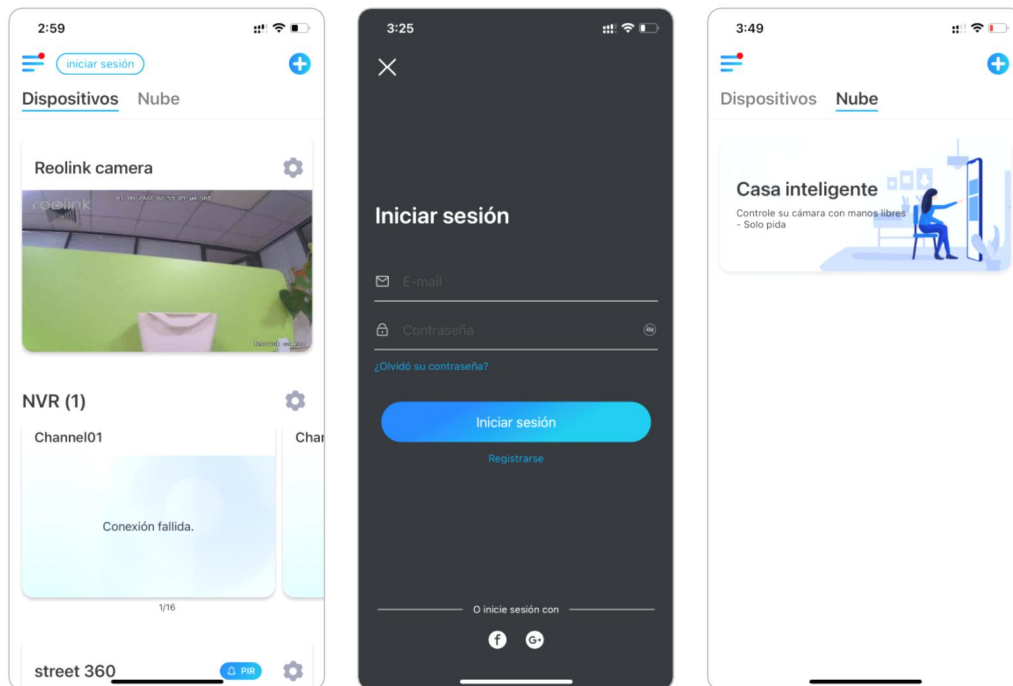 2:59
iniciar sesión
Dispositivos Nube
Reolink camera
reolink
NVR (1)
Channel01
Char
Conexión fallida.
1/16
street 360
PIR
3:25
Iniciar sesión
E-mail
Contraseña
¿Olvidó su contraseña?
Iniciar sesión
Registrarse
O inicie sesión con
f
G+
3:49
Dispositivos Nube
Casa inteligente
Controle su cámara con manos libres
- Solo pida